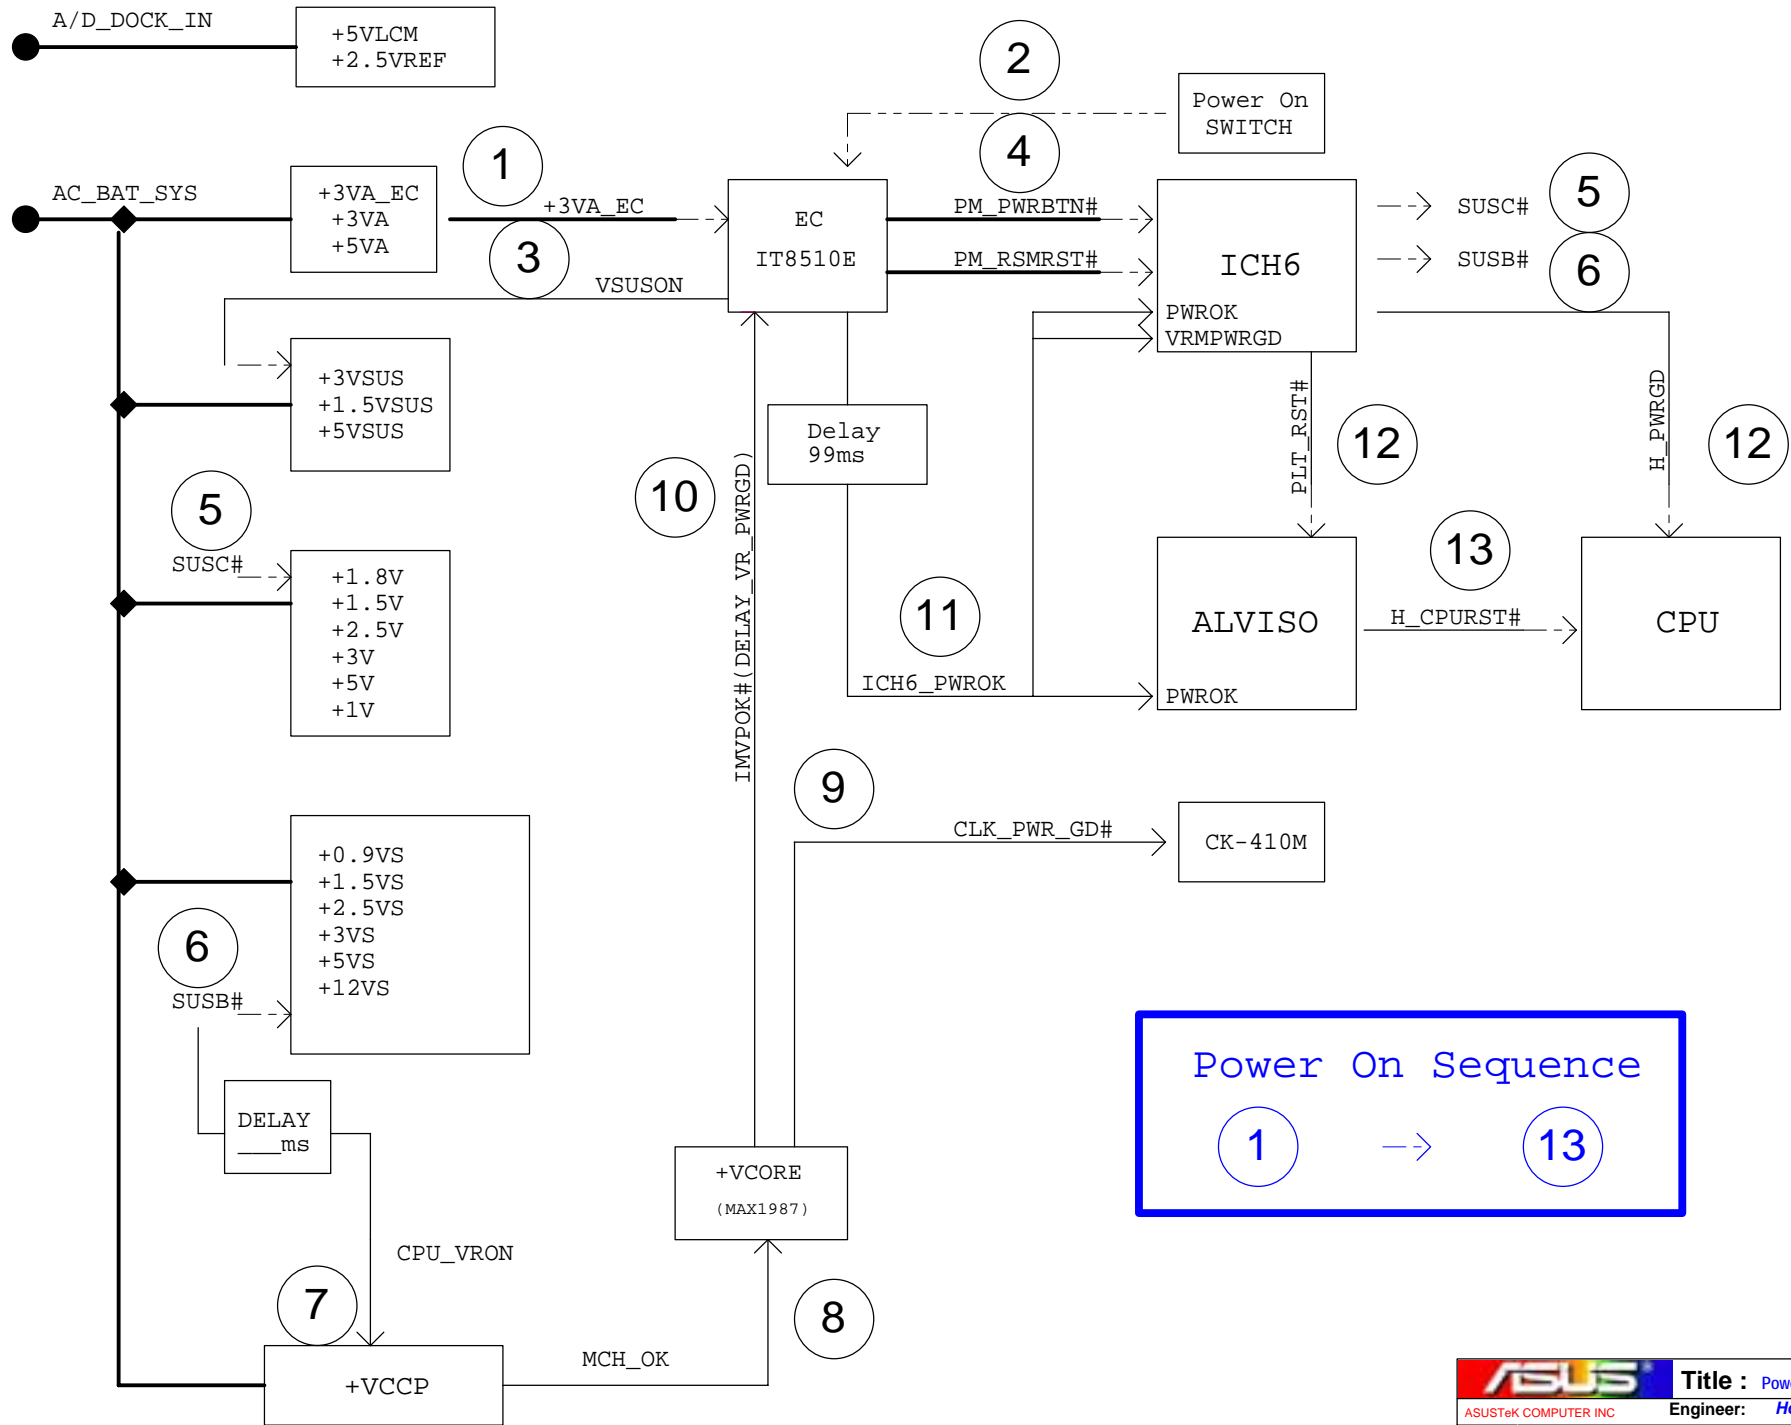 A/D_DOCK_IN
+5VLCM
+2.5VREF
2
Power On
SWITCH
4
1
AC_BAT_SYS
+3VA_EC
+3VA
+5VA
+3VA_EC
3
VSUSON
EC
IT8510E
PM_PWRBTN#
PM_RSMRST#
ICH6
PWROK
VRMPWRGD
SUSC#
5
SUSB#
6
+3VSUS
+1.5VSUS
+5VSUS
Delay
99ms
10
IMVPOK#(DELAY_VR_PWRGD)
PLT_RST#
12
H_PWRGD
12
5
SUSC#
+1.8V
+1.5V
+2.5V
+3V
+5V
+1V
11
ICH6_PWROK
ALVISO
PWROK
13
H_CPURST#
CPU
9
CLK_PWR_GD#
CK-410M
+0.9VS
+1.5VS
+2.5VS
+3VS
+5VS
+12VS
6
SUSB#
DELAY
___ms
CPU_VRON
7
+VCCP
MCH_OK
8
+VCORE
(MAX1987)
Power On Sequence
1
13
ASUS
ASUSTeK COMPUTER INC
Title :
Engineer: